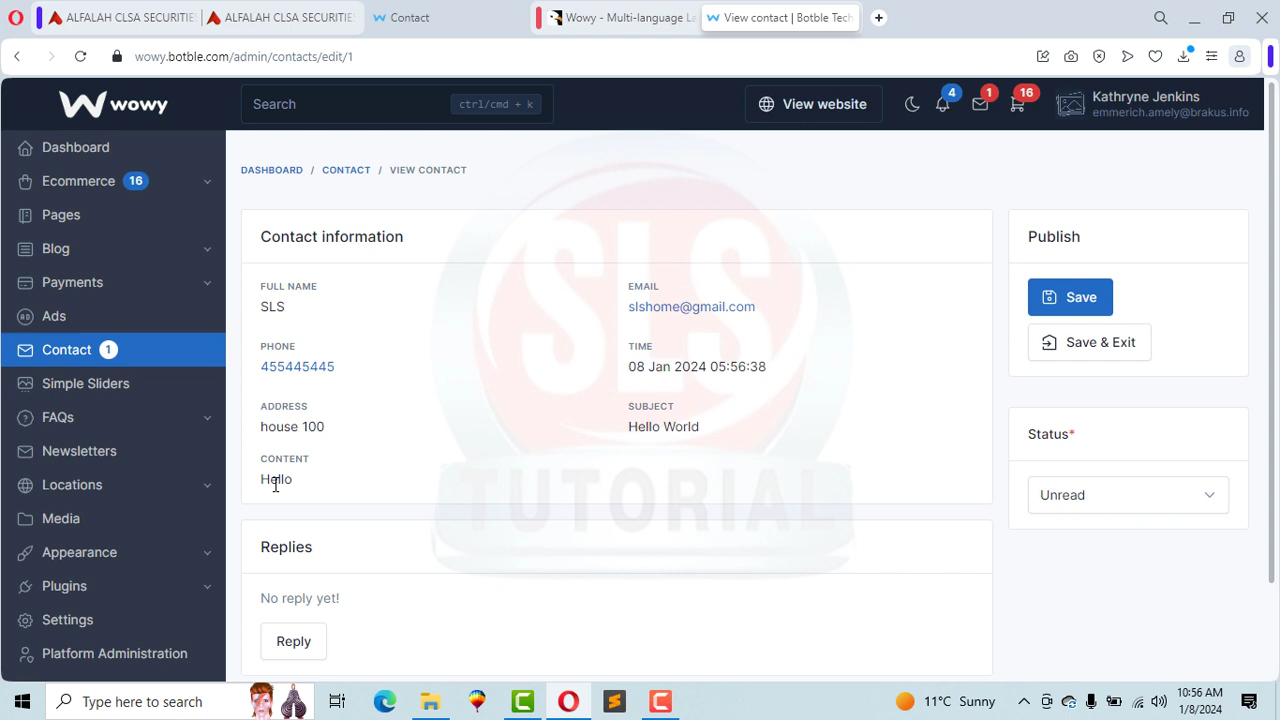 ALFALAH CLSA SECURITIES
ALFALAH CLSA SECURITIES
Contact
Wowy - Multi-language La
View contact | Botble Tech
wowy.botble.com/admin/contacts/edit/1
wowy
Search
ctrl/cmd + k
View website
4
1
16
Kathryne Jenkins
emmerich.amely@brakus.info
Dashboard
Ecommerce 16
Pages
Blog
Payments
Ads
Contact 1
Simple Sliders
FAQs
Newsletters
Locations
Media
Appearance
Plugins
Settings
Platform Administration
DASHBOARD / CONTACT / VIEW CONTACT
Contact information
FULL NAME
SLS
EMAIL
slshome@gmail.com
PHONE
455445445
TIME
08 Jan 2024 05:56:38
ADDRESS
house 100
SUBJECT
Hello World
CONTENT
Hello
Replies
No reply yet!
Reply
Publish
Save
Save & Exit
Status*
Unread
SLS
TUTORIAL
Type here to search
11°C Sunny
10:56 AM
1/8/2024